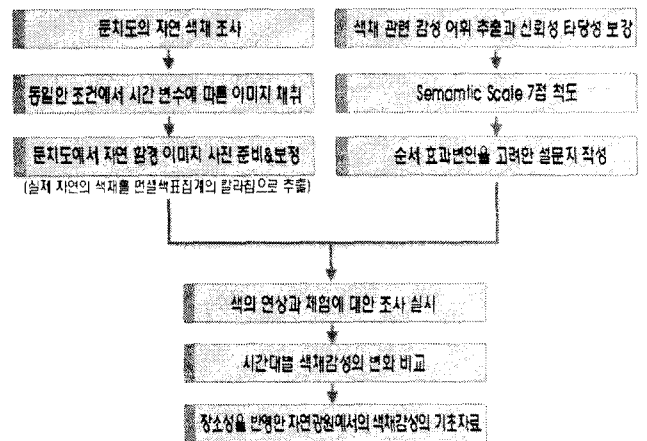 둔치도의 자연 색채 조사
색채 관련 감성 어휘 추출과 신뢰성 타당성 보강
동일한 조건에서 시간 변수에 따른 이미지 채취
Semamtic Scale 7점 척도
둔치도에서 자연 환경 이미지 사진 준비&보정
(실제 자연의 색채를 먼셀색표집계의 칼라칩으로 추출)
순서 효과변인을 고려한 설문지 작성
색의 연상과 체험에 대한 조사 실시
시간대별 색채감성의 변화 비교
장소성을 반영한 자연광원에서의 색채감성의 기초자료